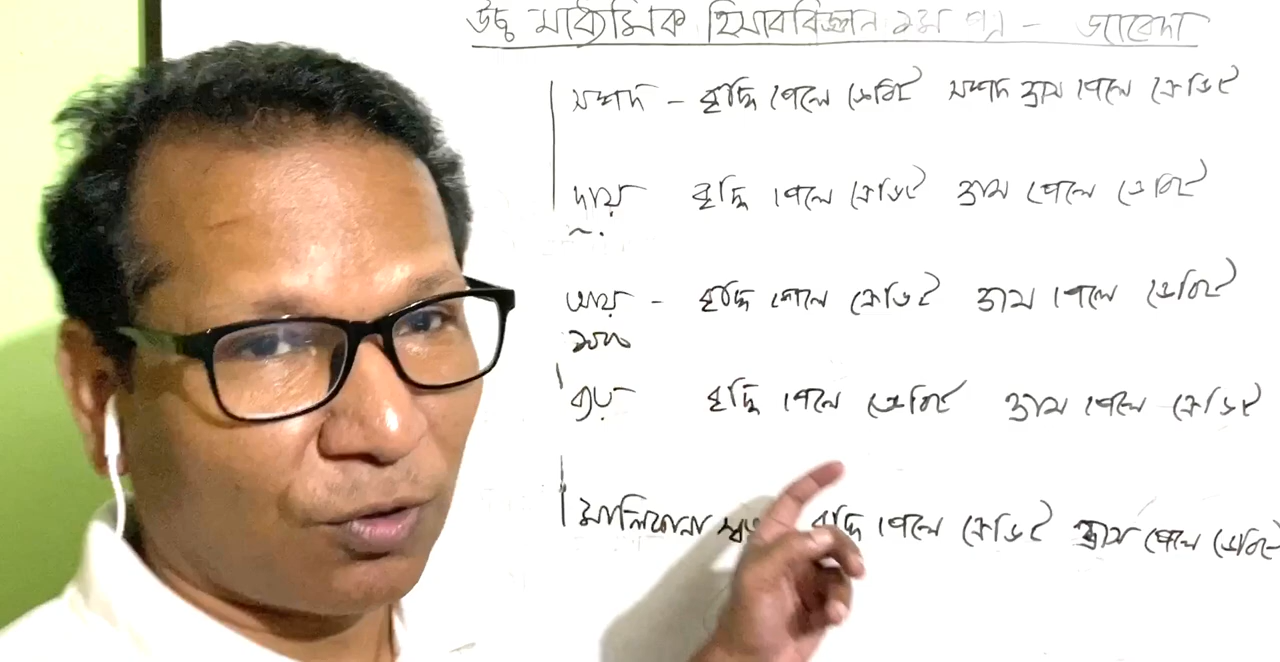 উচ্চ মাধ্যমিক হিসাববিজ্ঞান ১ম পত্র - জাবেদা
সম্পদ - বৃদ্ধি পেলে ডেবিট সম্পদ হ্রাস পেলে ক্রেডিট
দায় বৃদ্ধি পেলে ক্রেডিট হ্রাস পেলে ডেবিট
আয় - বৃদ্ধি পেলে ক্রেডিট হ্রাস পেলে ডেবিট
ব্যয় বৃদ্ধি পেলে ডেবিট হ্রাস পেলে ক্রেডিট
মালিকানা বৃদ্ধি পেলে ক্রেডিট হ্রাস পেলে ডেবিট